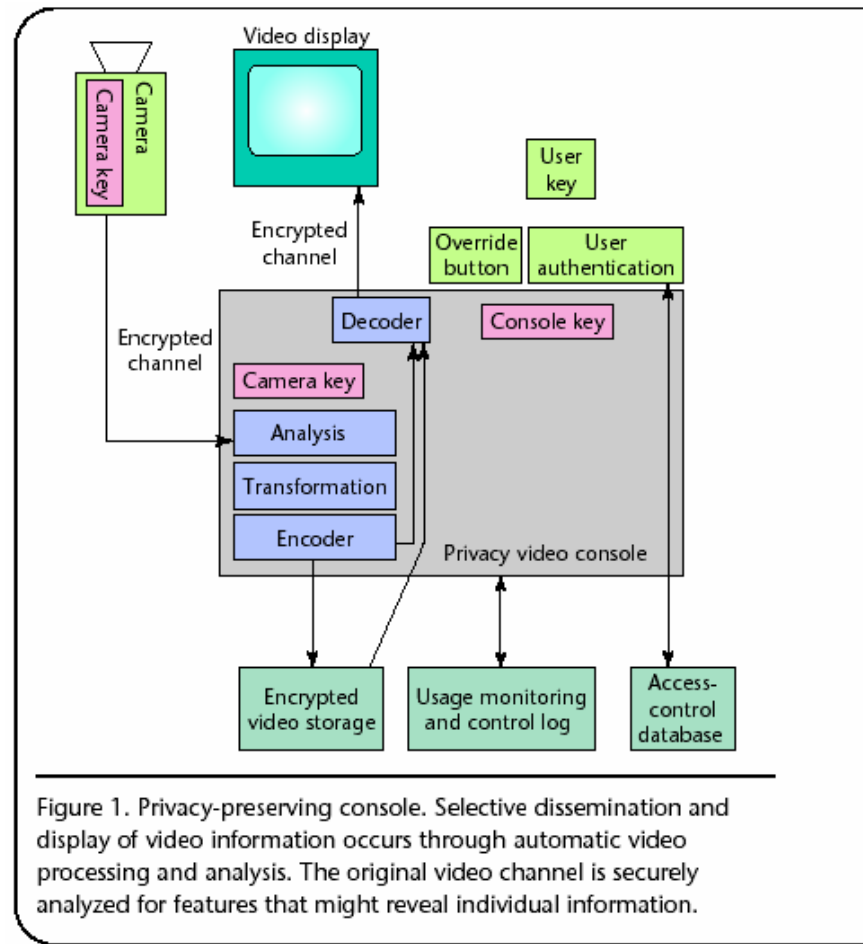 Video display
Camera
Camera key
User
key
Encrypted
channel
Override
button
User
authentication
Encrypted
channel
Decoder
Console key
Camera key
Analysis
Transformation
Encoder
Privacy video console
Encrypted
video storage
Usage monitoring
and control log
Access-
control
database
Figure 1. Privacy-preserving console. Selective dissemination and
display of video information occurs through automatic video
processing and analysis. The original video channel is securely
analyzed for features that might reveal individual information.